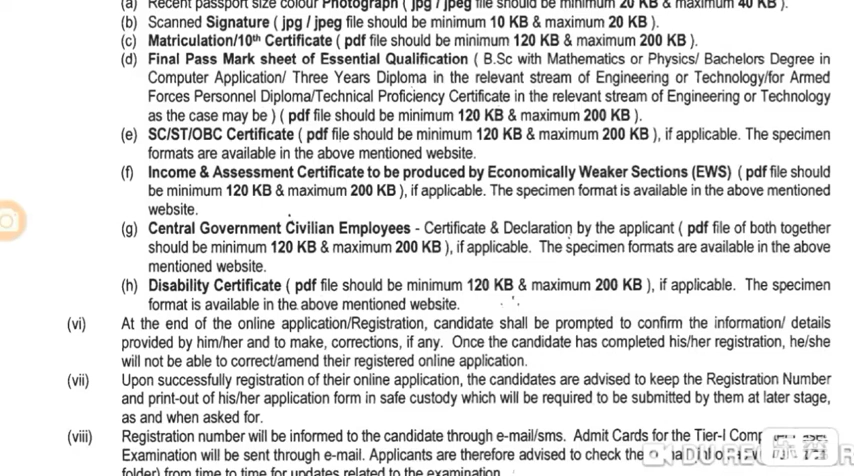 (a) Recent passport size colour Photograph (jpg / jpeg file should be minimum 20 KB & maximum 40 KB)
(b) Scanned Signature ( jpg / jpeg file should be minimum 10 KB & maximum 20 KB)
(c) Matriculation/10th Certificate ( pdf file should be minimum 120 KB & maximum 200 KB)
(d) Final Pass Mark sheet of Essential Qualification ( B.Sc with Mathematics or Physics/ Bachelors Degree in
Computer Application/ Three Years Diploma in the relevant stream of Engineering or Technology/for Armed
Forces Personnel Diploma/Technical Proficiency Certificate in the relevant stream of Engineering or Technology
as the case may be ) ( pdf file should be minimum 120 KB & maximum 200 KB).
(e) SC/ST/OBC Certificate ( pdf file should be minimum 120 KB & maximum 200 KB), if applicable. The specimen
formats are available in the above mentioned website.
(f) Income & Assessment Certificate to be produced by Economically Weaker Sections (EWS) ( pdf file should
be minimum 120 KB & maximum 200 KB), if applicable. The specimen format is available in the above mentioned
website.
(g) Central Government Civilian Employees - Certificate & Declaration by the applicant ( pdf file of both together
should be minimum 120 KB & maximum 200 KB), if applicable. The specimen formats are available in the above
mentioned website.
(h) Disability Certificate ( pdf file should be minimum 120 KB & maximum 200 KB), if applicable. The specimen
format is available in the above mentioned website.
(vi) At the end of the online application/Registration, candidate shall be prompted to confirm the information/ details
provided by him/her and to make, corrections, if any. Once the candidate has completed his/her registration, he/she
will not be able to correct/amend their registered online application.
(vii) Upon successfully registration of their online application, the candidates are advised to keep the Registration Number
and print-out of his/her application form in safe custody which will be required to be submitted by them at later stage,
as and when asked for.
(viii) Registration number will be informed to the candidate through e-mail/sms. Admit Cards for the Tier-I
Examination will be sent through e-mail. Applicants are therefore advised to check the
folder) from time to time for updates related to the examination.